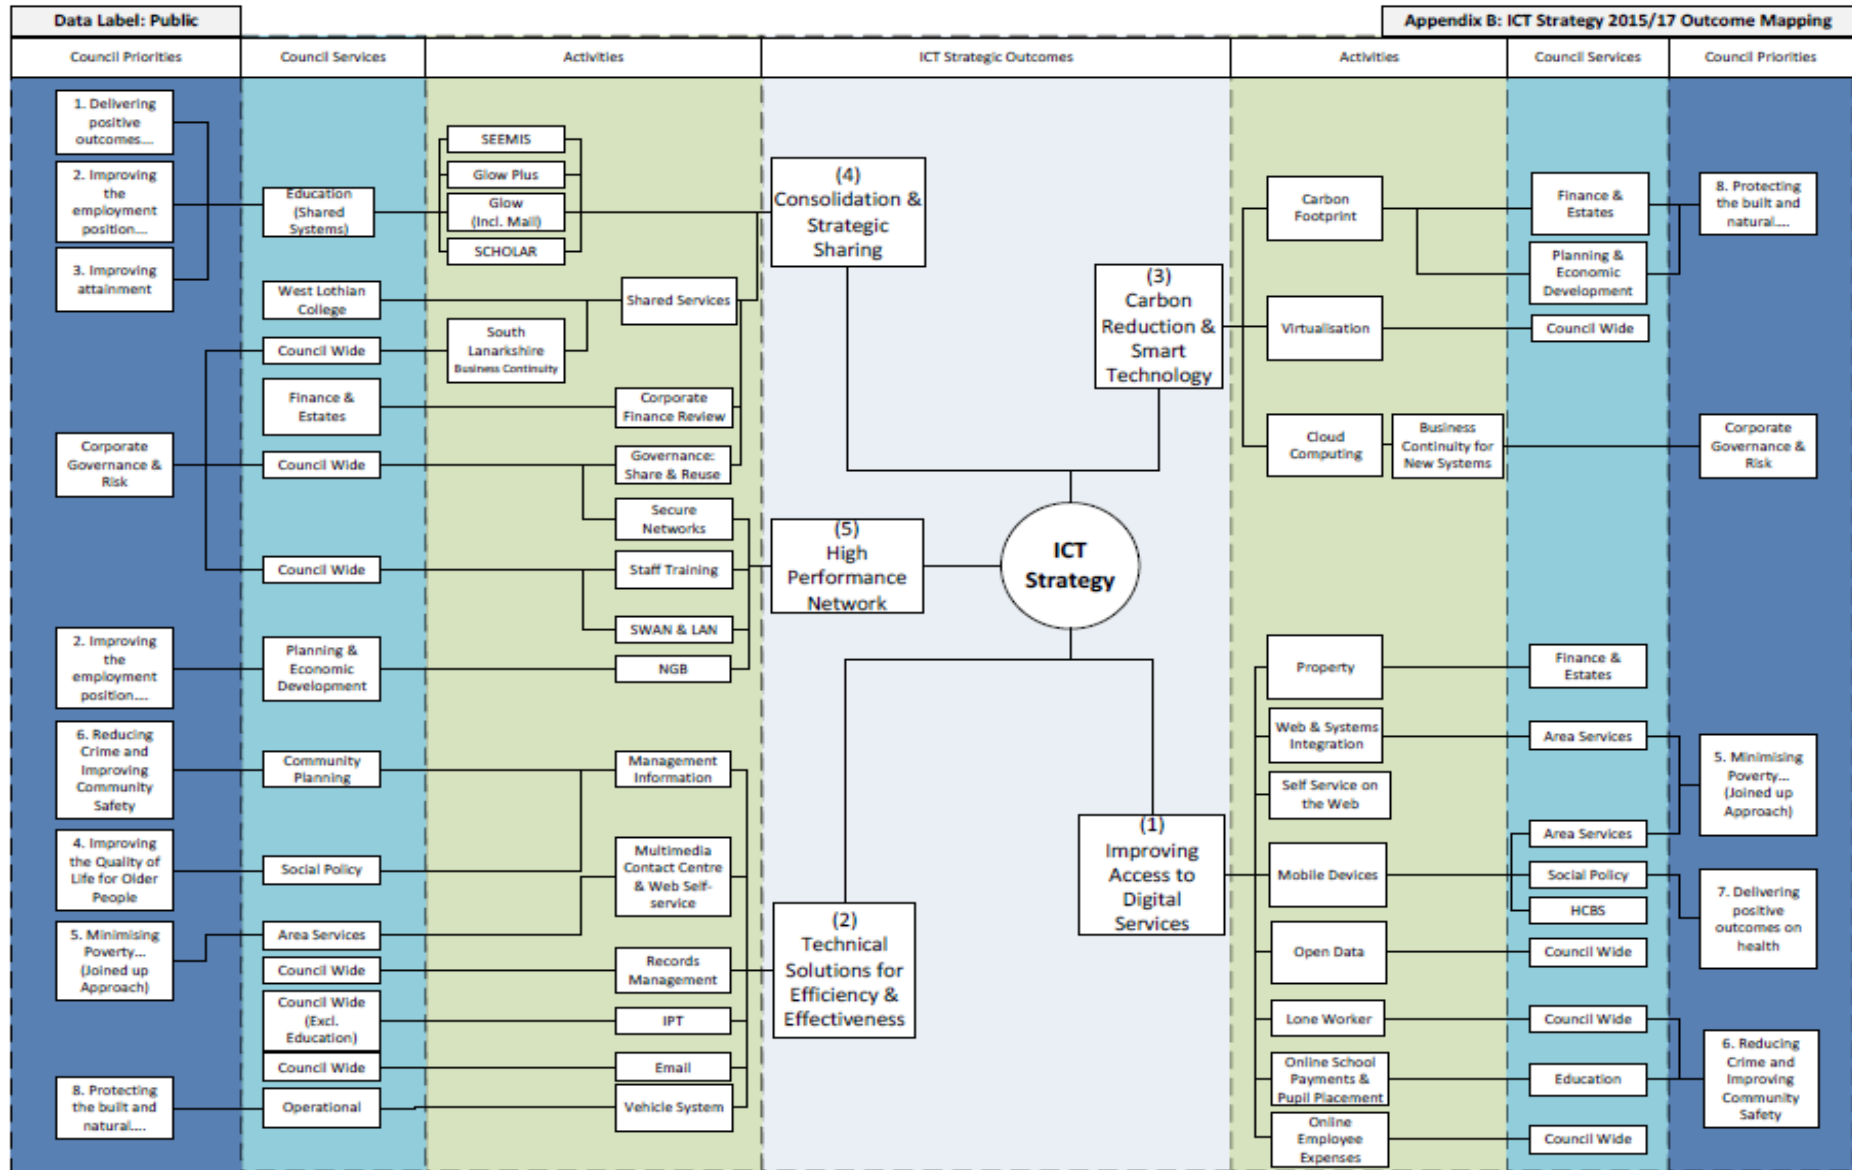 Data Label: Public
Appendix B: ICT Strategy 2015/17 Outcome Mapping
Council Priorities
Council Services
Activities
ICT Strategic Outcomes
Activities
Council Services
Council Priorities
1. Delivering
positive
outcomes....
2. Improving
the
employment
position....
3. Improving
attainment
Corporate
Governance &
Risk
2. Improving
the
employment
position....
6. Reducing
Crime and
Improving
Community
Safety
4. Improving
the Quality of
Life for Older
People
5. Minimising
Poverty...
(Joined up
Approach)
8. Protecting
the built and
natural....
Education
(Shared
Systems)
West Lothian
College
Council Wide
Finance &
Estates
Council Wide
Council Wide
Planning &
Economic
Development
Community
Planning
Social Policy
Area Services
Council Wide
Council Wide
(Excl.
Education)
Council Wide
Operational
SEEMIS
Glow Plus
Glow
(Incl. Mail)
SCHOLAR
Shared Services
South
Lanarkshire
Business Continuity
Corporate
Finance Review
Governance:
Share & Reuse
Secure
Networks
Staff Training
SWAN & LAN
NGB
Management
Information
Multimedia
Contact Centre
& Web Self-
service
Records
Management
IPT
Email
Vehicle System
(4)
Consolidation &
Strategic
Sharing
(3)
Carbon
Reduction &
Smart
Technology
(5)
High
Performance
Network
ICT
Strategy
(2)
Technical
Solutions for
Efficiency &
Effectiveness
(1)
Improving
Access to
Digital
Services
Carbon
Footprint
Virtualisation
Cloud
Computing
Business
Continuity for
New Systems
Property
Web & Systems
Integration
Self Service on
the Web
Mobile Devices
Open Data
Lone Worker
Online School
Payments &
Pupil Placement
Online
Employee
Expenses
Finance &
Estates
Planning &
Economic
Development
Council Wide
Finance &
Estates
Area Services
Area Services
Social Policy
HCBS
Council Wide
Council Wide
Education
Council Wide
8. Protecting
the built and
natural....
Corporate
Governance &
Risk
5. Minimising
Poverty...
(Joined up
Approach)
7. Delivering
positive
outcomes on
health
6. Reducing
Crime and
Improving
Community
Safety